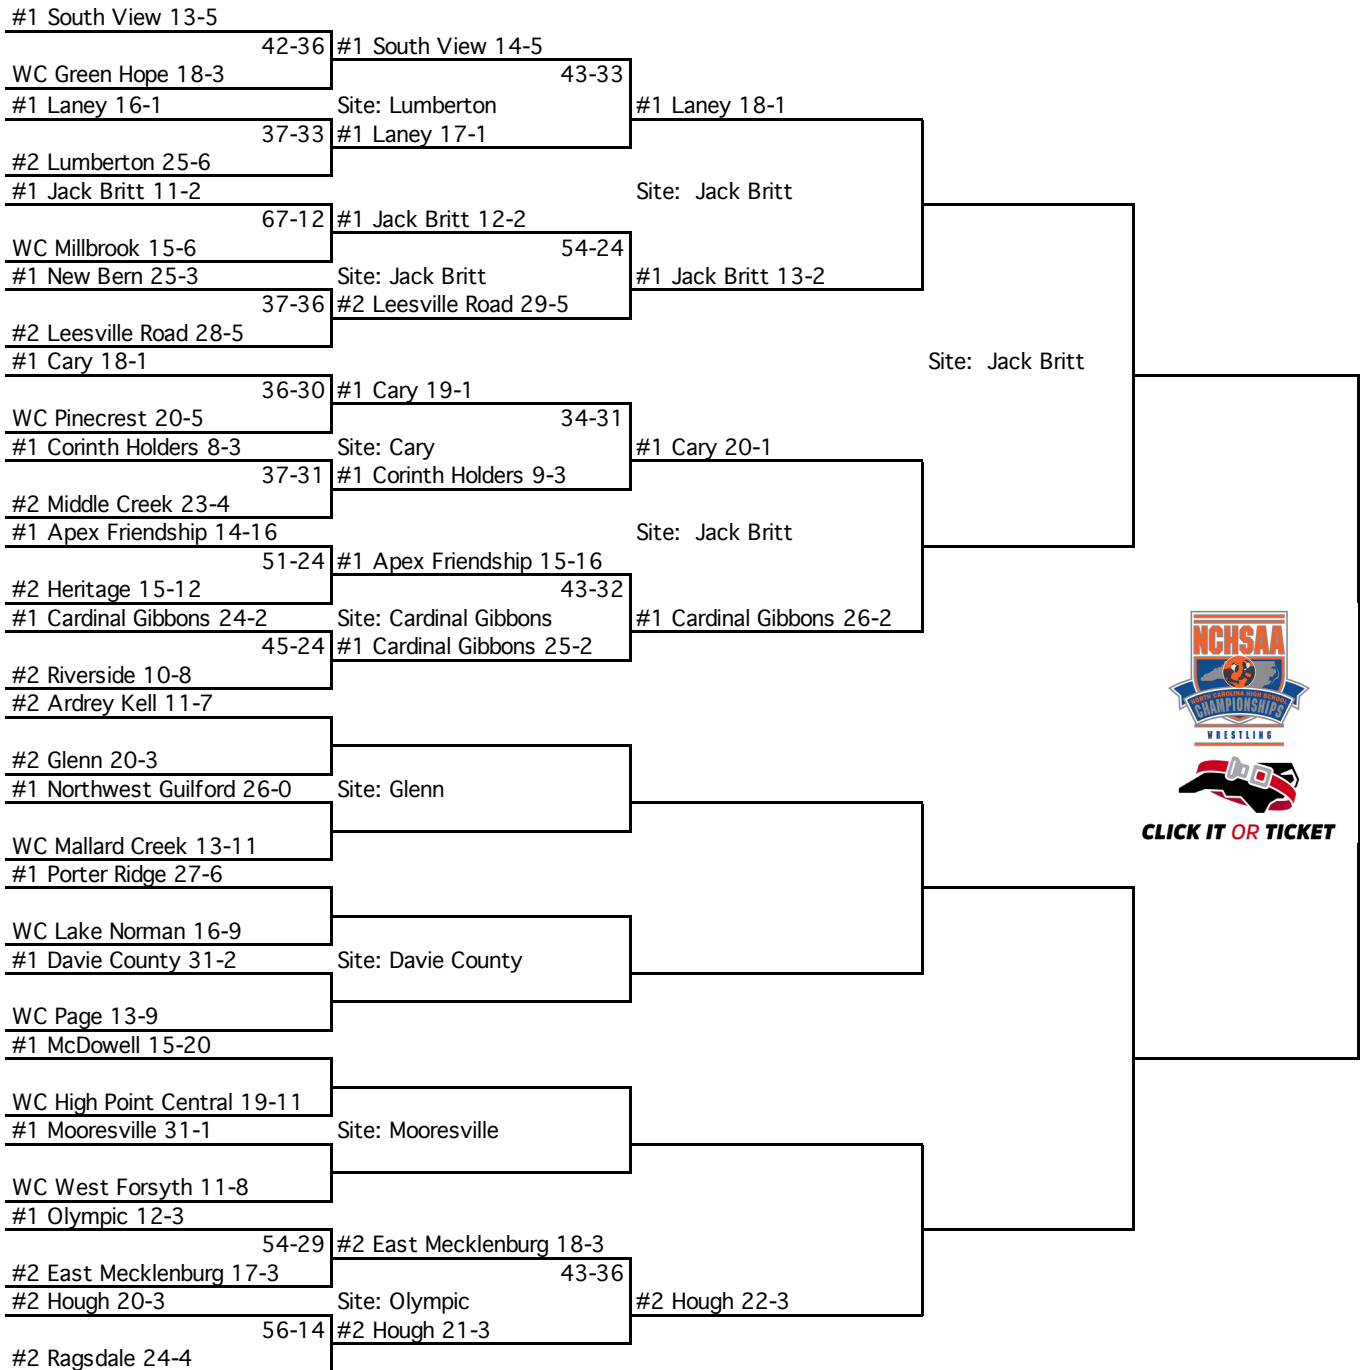 #1 South View 13-5
42-36 #1 South View 14-5
WC Green Hope 18-3 43-33
#1 Laney 16-1 Site: Lumberton #1 Laney 18-1
37-33 #1 Laney 17-1
#2 Lumberton 25-6
#1 Jack Britt 11-2 Site: Jack Britt
67-12 #1 Jack Britt 12-2
WC Millbrook 15-6 54-24
#1 New Bern 25-3 Site: Jack Britt #1 Jack Britt 13-2
37-36 #2 Leesville Road 29-5
#2 Leesville Road 28-5
#1 Cary 18-1 Site: Jack Britt
36-30 #1 Cary 19-1
WC Pinecrest 20-5 34-31
#1 Corinth Holders 8-3 Site: Cary #1 Cary 20-1
37-31 #1 Corinth Holders 9-3
#2 Middle Creek 23-4
#1 Apex Friendship 14-16 Site: Jack Britt
51-24 #1 Apex Friendship 15-16
#2 Heritage 15-12 43-32
#1 Cardinal Gibbons 24-2 Site: Cardinal Gibbons #1 Cardinal Gibbons 26-2
45-24 #1 Cardinal Gibbons 25-2
#2 Riverside 10-8
#2 Ardrey Kell 11-7
#2 Glenn 20-3
#1 Northwest Guilford 26-0 Site: Glenn
WC Mallard Creek 13-11
#1 Porter Ridge 27-6
WC Lake Norman 16-9
#1 Davie County 31-2 Site: Davie County
WC Page 13-9
#1 McDowell 15-20
WC High Point Central 19-11
#1 Mooresville 31-1 Site: Mooresville
WC West Forsyth 11-8
#1 Olympic 12-3
54-29 #2 East Mecklenburg 18-3
#2 East Mecklenburg 17-3 43-36
#2 Hough 20-3 Site: Olympic #2 Hough 22-3
56-14 #2 Hough 21-3
#2 Ragsdale 24-4
NCHSAA
NORTH CAROLINA HIGH SCHOOL
CHAMPIONSHIPS
WRESTLING
CLICK IT OR TICKET